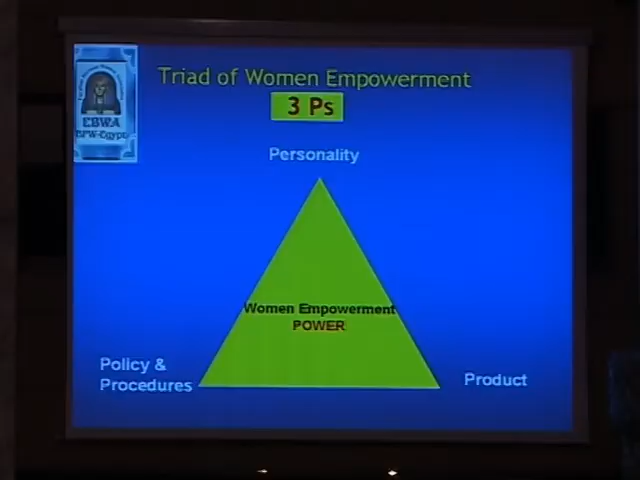 Triad of Women Empowerment
3 Ps
EBWA
BPW-Egypt
Personality
Women Empowerment
POWER
Policy &
Procedures
Product